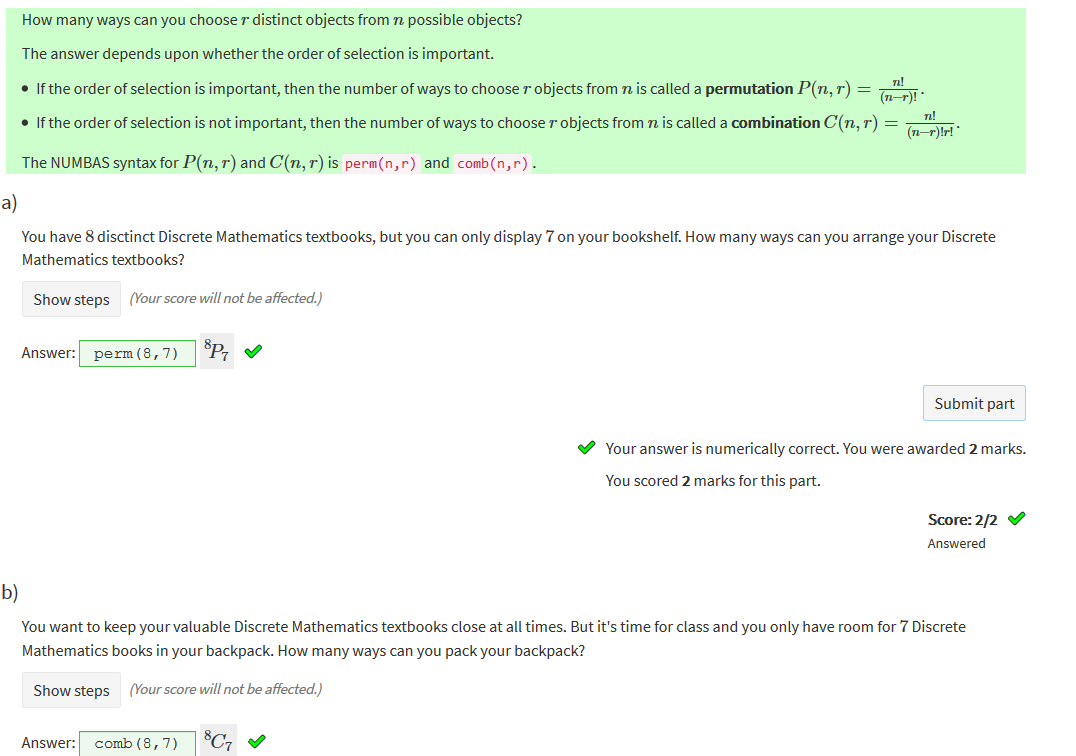 How many ways can you choose r distinct objects from n possible objects?
The answer depends upon whether the order of selection is important.
• If the order of selection is important, then the number of ways to choose r objects from n is called a permutation P(n, r) = n!/(n−r)! .
• If the order of selection is not important, then the number of ways to choose r objects from n is called a combination C(n, r) = n!/(n−r)!r! .
The NUMBAS syntax for P(n, r) and C(n, r) is perm(n,r) and comb(n,r) .
a)
You have 8 disctinct Discrete Mathematics textbooks, but you can only display 7 on your bookshelf. How many ways can you arrange your Discrete
Mathematics textbooks?
Show steps (Your score will not be affected.)
Answer: perm(8,7) ⁸P₇ ✔
Submit part
✔ Your answer is numerically correct. You were awarded 2 marks.
You scored 2 marks for this part.
Score: 2/2 ✔
Answered
b)
You want to keep your valuable Discrete Mathematics textbooks close at all times. But it's time for class and you only have room for 7 Discrete
Mathematics books in your backpack. How many ways can you pack your backpack?
Show steps (Your score will not be affected.)
Answer: comb(8,7) ⁸C₇ ✔